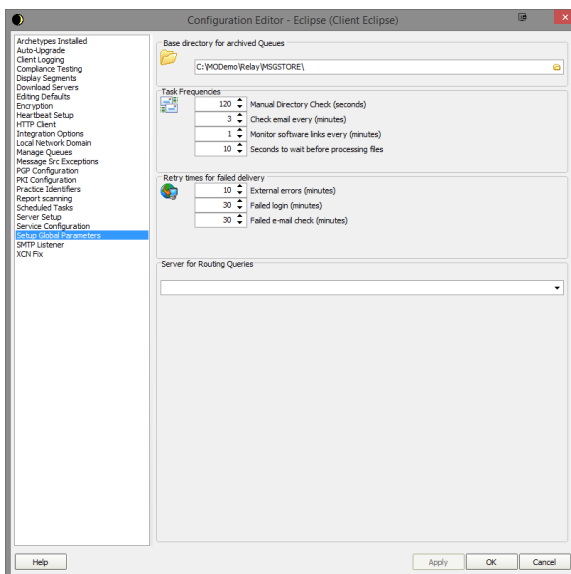 Configuration Editor - Eclipse (Client Eclipse)
Archetypes Installed
Auto-Upgrade
Client Logging
Compliance Testing
Display Segments
Download Servers
Editing Defaults
Encryption
Heartbeat Setup
HTTP Client
Integration Options
Local Network Domain
Manage Queues
Message Src Exceptions
PGP Configuration
PKI Configuration
Practice Identifiers
Report scanning
Scheduled Tasks
Server Setup
Service Configuration
Setup Global Parameters
SMTP Listener
XCN Fix
Base directory for archived Queues
C:\MODemo\Relay\MSGSTORE\
Task Frequencies
120 Manual Directory Check (seconds)
3 Check email every (minutes)
1 Monitor software links every (minutes)
10 Seconds to wait before processing files
Retry times for failed delivery
10 External errors (minutes)
30 Failed login (minutes)
30 Failed e-mail check (minutes)
Server for Routing Queries
Help
Apply
OK
Cancel